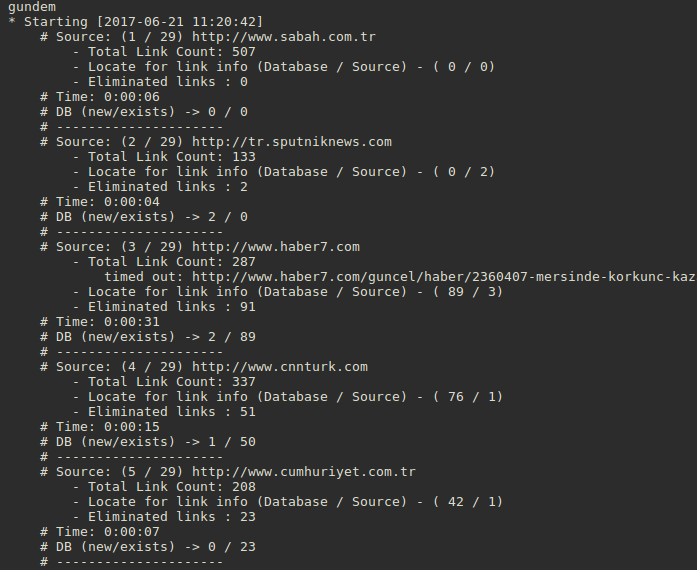 gundem
* Starting [2017-06-21 11:20:42]
# Source: (1 / 29) http://www.sabah.com.tr
- Total Link Count: 507
- Locate for link info (Database / Source) - ( 0 / 0)
- Eliminated links : 0
# Time: 0:00:06
# DB (new/exists) -> 0 / 0
# ---------------------
# Source: (2 / 29) http://tr.sputniknews.com
- Total Link Count: 133
- Locate for link info (Database / Source) - ( 0 / 2)
- Eliminated links : 2
# Time: 0:00:04
# DB (new/exists) -> 2 / 0
# ---------------------
# Source: (3 / 29) http://www.haber7.com
- Total Link Count: 287
timed out: http://www.haber7.com/guncel/haber/2360407-mersinde-korkunc-kaz
- Locate for link info (Database / Source) - ( 89 / 3)
- Eliminated links : 91
# Time: 0:00:31
# DB (new/exists) -> 2 / 89
# ---------------------
# Source: (4 / 29) http://www.cnnturk.com
- Total Link Count: 337
- Locate for link info (Database / Source) - ( 76 / 1)
- Eliminated links : 51
# Time: 0:00:15
# DB (new/exists) -> 1 / 50
# ---------------------
# Source: (5 / 29) http://www.cumhuriyet.com.tr
- Total Link Count: 208
- Locate for link info (Database / Source) - ( 42 / 1)
- Eliminated links : 23
# Time: 0:00:07
# DB (new/exists) -> 0 / 23
# ---------------------